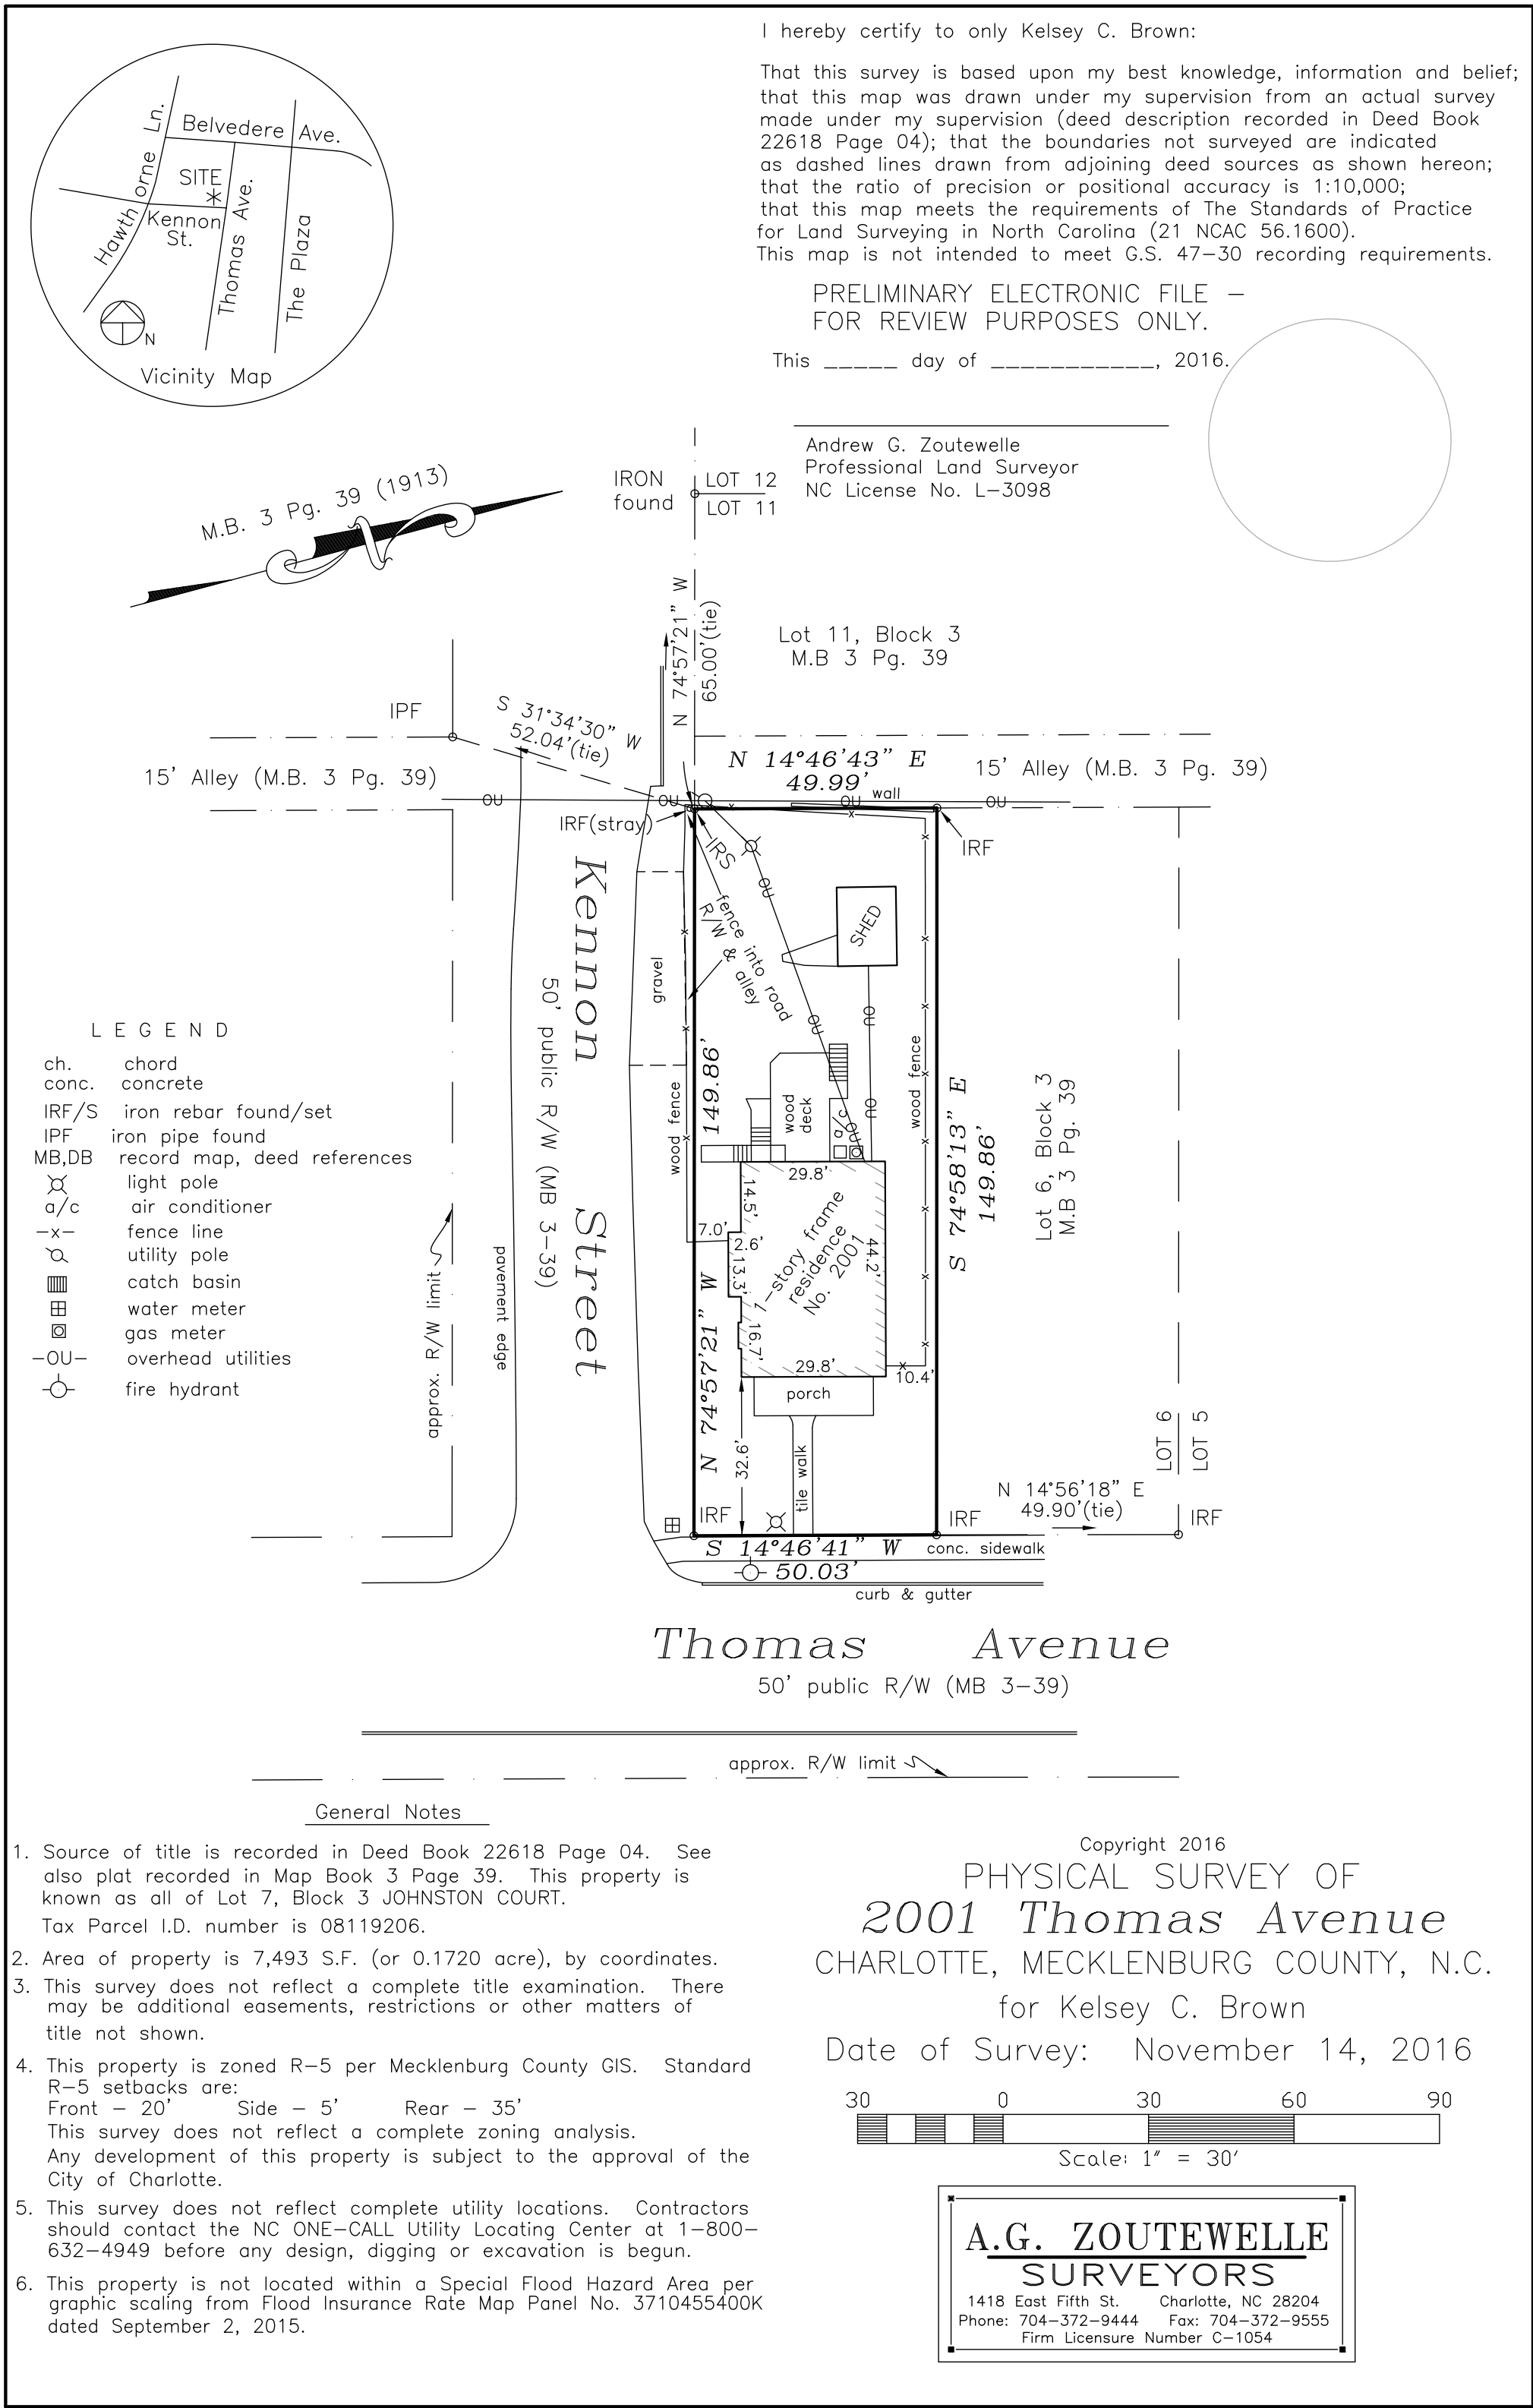 I hereby certify to only Kelsey C. Brown:
That this survey is based upon my best knowledge, information and belief;
that this map was drawn under my supervision from an actual survey
made under my supervision (deed description recorded in Deed Book
22618 Page 04); that the boundaries not surveyed are indicated
as dashed lines drawn from adjoining deed sources as shown hereon;
that the ratio of precision or positional accuracy is 1:10,000;
that this map meets the requirements of The Standards of Practice
for Land Surveying in North Carolina (21 NCAC 56.1600).
This map is not intended to meet G.S. 47-30 recording requirements.
PRELIMINARY ELECTRONIC FILE -
FOR REVIEW PURPOSES ONLY.
This _____ day of ___________, 2016.
Andrew G. Zoutewelle
Professional Land Surveyor
NC License No. L-3098
Hawthorne Ln.
Belvedere Ave.
SITE
Kennon
St.
Thomas Ave.
The Plaza
N
Vicinity Map
M.B. 3 Pg. 39 (1913)
N
IRON
found
LOT 12
LOT 11
N 74°57'21" W
65.00'(tie)
Lot 11, Block 3
M.B 3 Pg. 39
IPF
S 31°34'30" W
52.04'(tie)
15' Alley (M.B. 3 Pg. 39)
N 14°46'43" E
49.99'
15' Alley (M.B. 3 Pg. 39)
OU
OU
OU
wall
OU
IRF(stray)
IRS
IRF
fence into road
R/W & alley
OU
SHED
OU
OU
OU
OU
gravel
Kennon Street
50' public R/W (MB 3-39)
wood fence
149.86'
N 74°57'21" W
wood
deck
a/c
wood fence
S 74°58'13" E
149.86'
Lot 6, Block 3
M.B 3 Pg. 39
29.8'
14.5'
7.0'
2.6'
13.3'
16.7'
44.2'
1-story frame
residence
No. 2001
29.8'
10.4'
porch
32.6'
tile walk
pavement edge
approx. R/W limit
LOT 6
LOT 5
N 14°56'18" E
49.90'(tie)
IRF
IRF
IRF
S 14°46'41" W
50.03'
conc. sidewalk
curb & gutter
Thomas Avenue
50' public R/W (MB 3-39)
approx. R/W limit
LEGEND
ch. chord
conc. concrete
IRF/S iron rebar found/set
IPF iron pipe found
MB,DB record map, deed references
light pole
a/c air conditioner
-x- fence line
utility pole
catch basin
water meter
gas meter
-OU- overhead utilities
fire hydrant
General Notes
1. Source of title is recorded in Deed Book 22618 Page 04. See
also plat recorded in Map Book 3 Page 39. This property is
known as all of Lot 7, Block 3 JOHNSTON COURT.
Tax Parcel I.D. number is 08119206.
2. Area of property is 7,493 S.F. (or 0.1720 acre), by coordinates.
3. This survey does not reflect a complete title examination. There
may be additional easements, restrictions or other matters of
title not shown.
4. This property is zoned R-5 per Mecklenburg County GIS. Standard
R-5 setbacks are:
Front - 20' Side - 5' Rear - 35'
This survey does not reflect a complete zoning analysis.
Any development of this property is subject to the approval of the
City of Charlotte.
5. This survey does not reflect complete utility locations. Contractors
should contact the NC ONE-CALL Utility Locating Center at 1-800-
632-4949 before any design, digging or excavation is begun.
6. This property is not located within a Special Flood Hazard Area per
graphic scaling from Flood Insurance Rate Map Panel No. 3710455400K
dated September 2, 2015.
Copyright 2016
PHYSICAL SURVEY OF
2001 Thomas Avenue
CHARLOTTE, MECKLENBURG COUNTY, N.C.
for Kelsey C. Brown
Date of Survey: November 14, 2016
30 0 30 60 90
Scale: 1" = 30'
A.G. ZOUTEWELLE
SURVEYORS
1418 East Fifth St. Charlotte, NC 28204
Phone: 704-372-9444 Fax: 704-372-9555
Firm Licensure Number C-1054